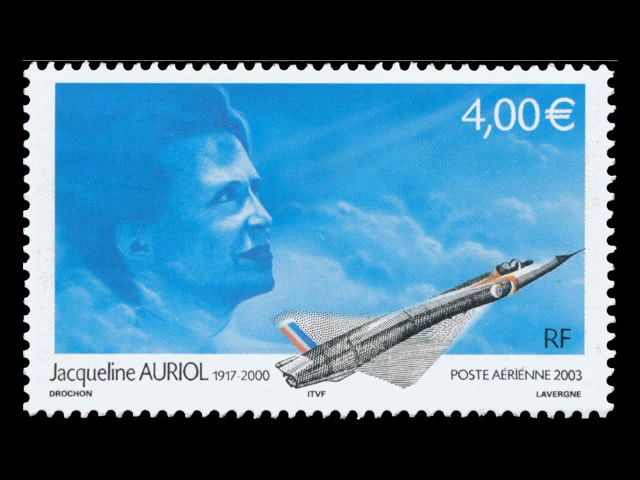 4,00€
RF
Jacqueline AURIOL 1917-2000 POSTE AÉRIENNE 2003
DROCHON ITVF LAVERGNE